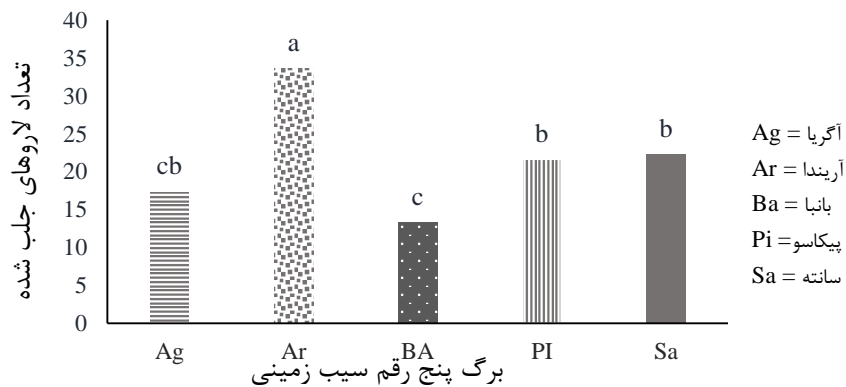 تعداد لاروهای جلب شده
40
35
30
25
20
15
10
5
0
cb
a
c
b
b
Ag
Ar
BA
PI
Sa
برگ پنج رقم سیب زمینی
Ag = آگریا
Ar = آریندا
Ba = بانبا
Pi =پیکاسو
Sa = سانته